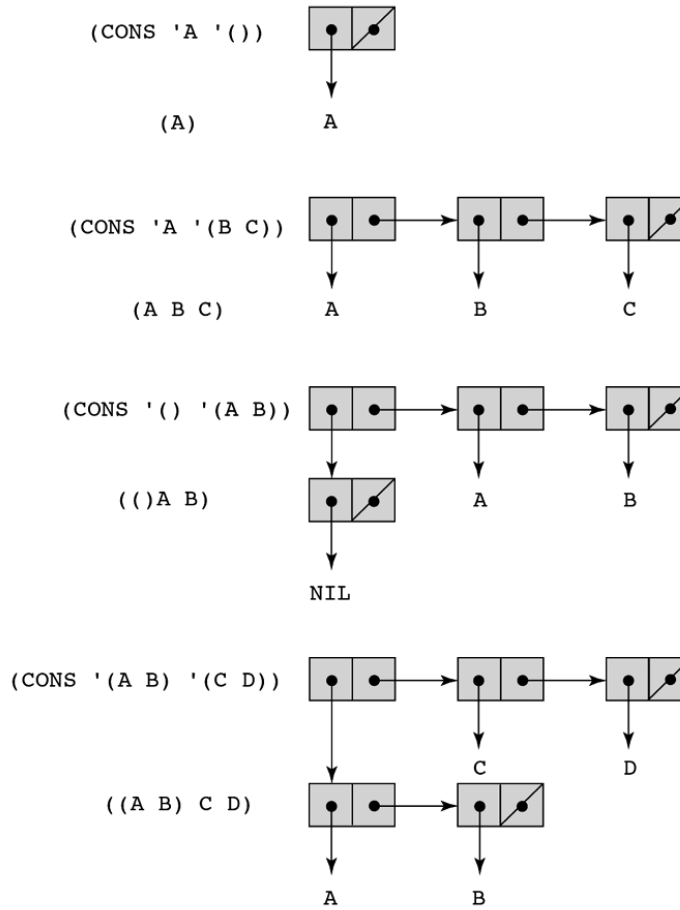 (CONS 'A '())
(A)
A
(CONS 'A '(B C))
(A B C)
A B C
(CONS '() '(A B))
(()A B)
A B
NIL
(CONS '(A B) '(C D))
C D
((A B) C D)
A B